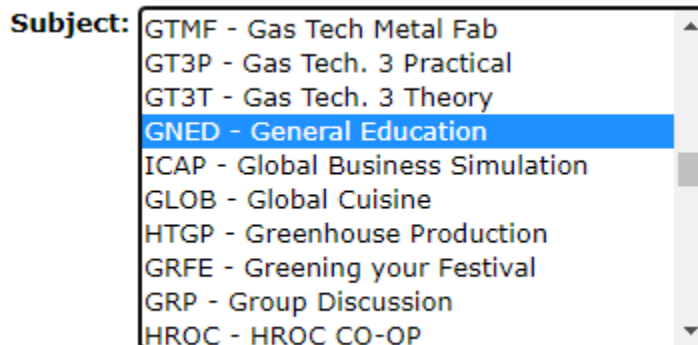 Subject:
GTMF - Gas Tech Metal Fab
GT3P - Gas Tech. 3 Practical
GT3T - Gas Tech. 3 Theory
GNED - General Education
ICAP - Global Business Simulation
GLOB - Global Cuisine
HTGP - Greenhouse Production
GRFE - Greening your Festival
GRP - Group Discussion
HROC - HROC CO-OP